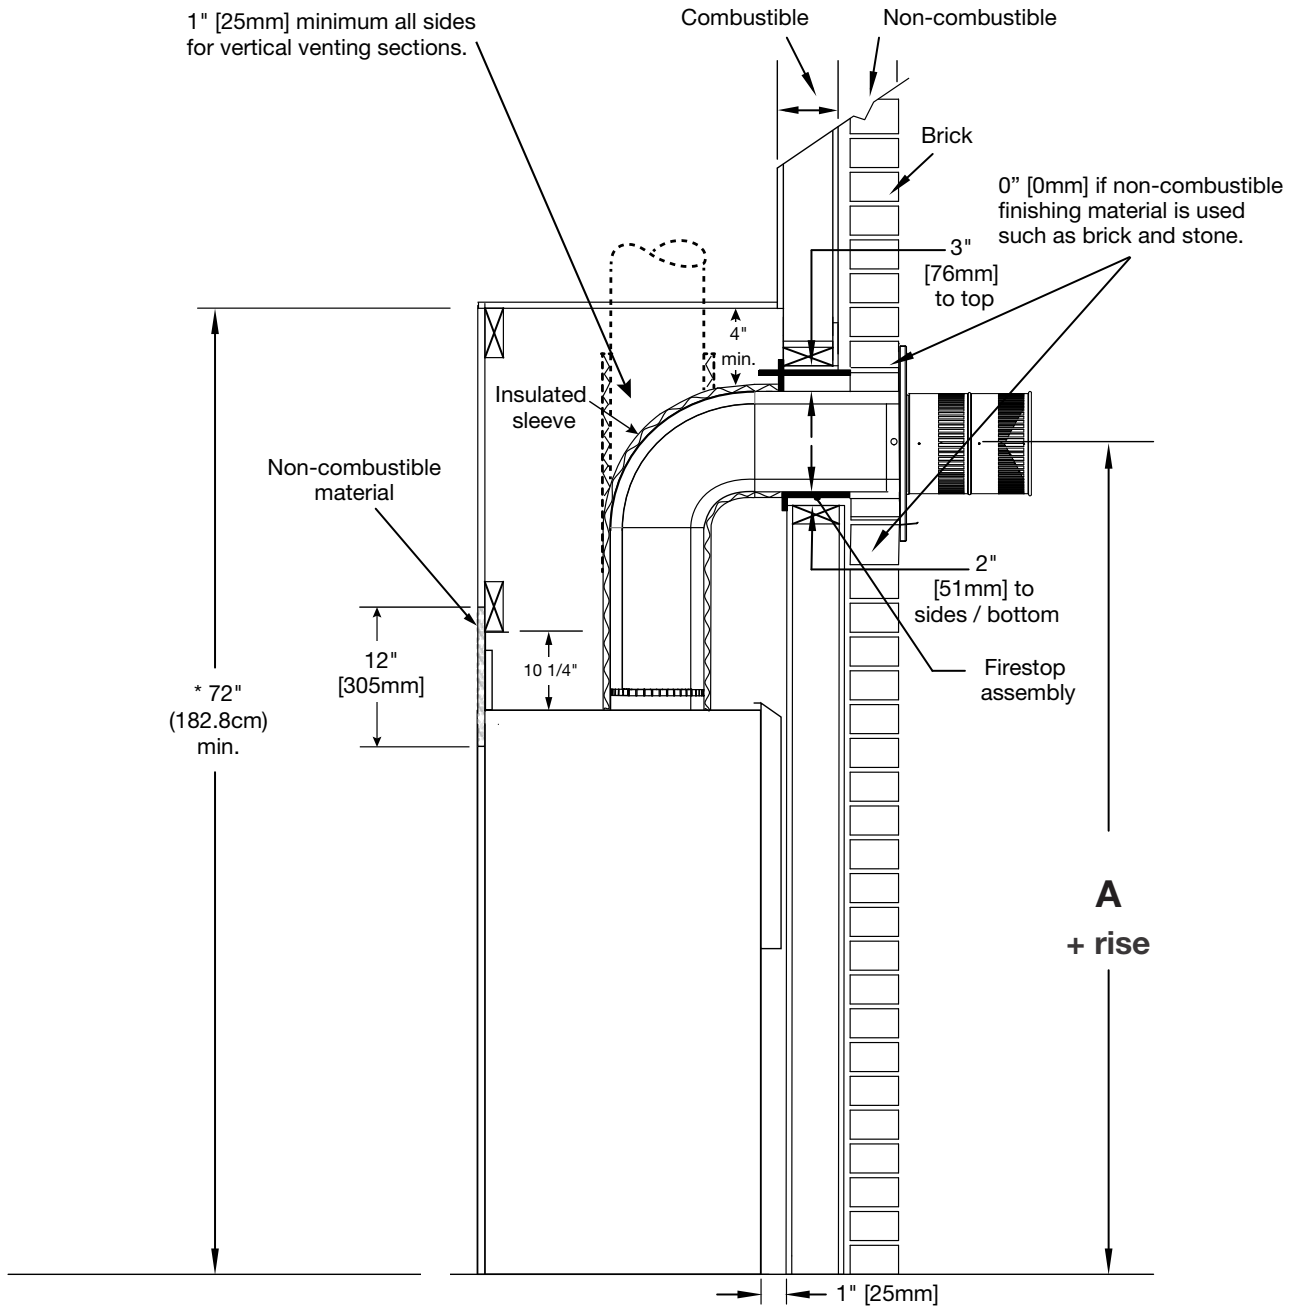 1" [25mm] minimum all sides
for vertical venting sections.
Combustible
Non-combustible
Brick
0” [0mm] if non-combustible
finishing material is used
such as brick and stone.
3"
[76mm]
to top
4"
min.
Insulated
sleeve
Non-combustible
material
2"
[51mm] to
sides / bottom
12"
[305mm]
10 1/4"
Firestop
assembly
* 72"
(182.8cm)
min.
A
+ rise
1" [25mm]